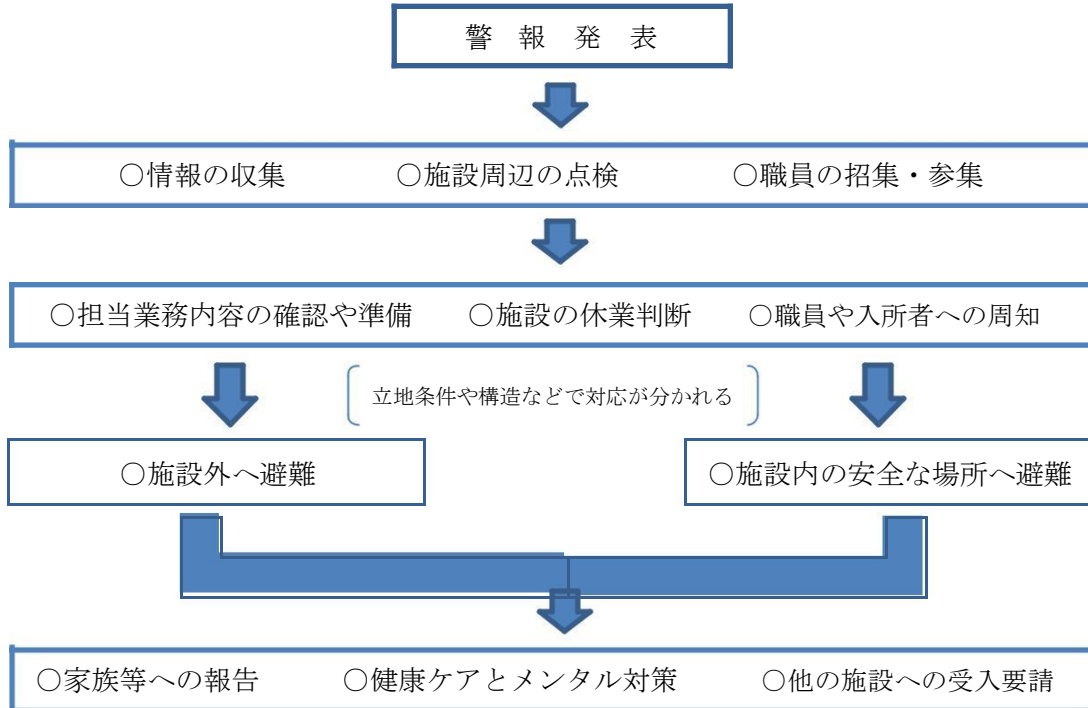 警 報 発 表
○情報の収集 ○施設周辺の点検 ○職員の招集・参集
○担当業務内容の確認や準備 ○施設の休業判断 ○職員や入所者への周知
立地条件や構造などで対応が分かれる
○施設外へ避難 ○施設内の安全な場所へ避難
○家族等への報告 ○健康ケアとメンタル対策 ○他の施設への受入要請